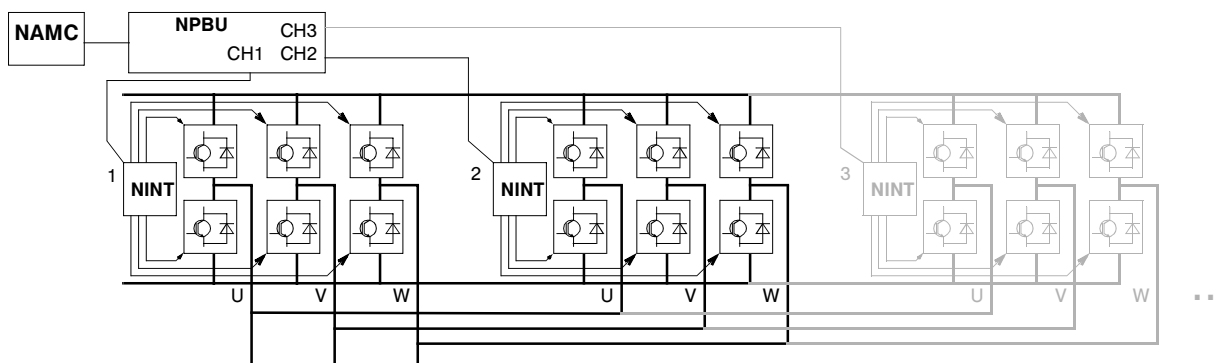 NAMC
NPBU
CH3
CH1 CH2
1
NINT
2
NINT
3
NINT
U V W
U V W
U V W
..